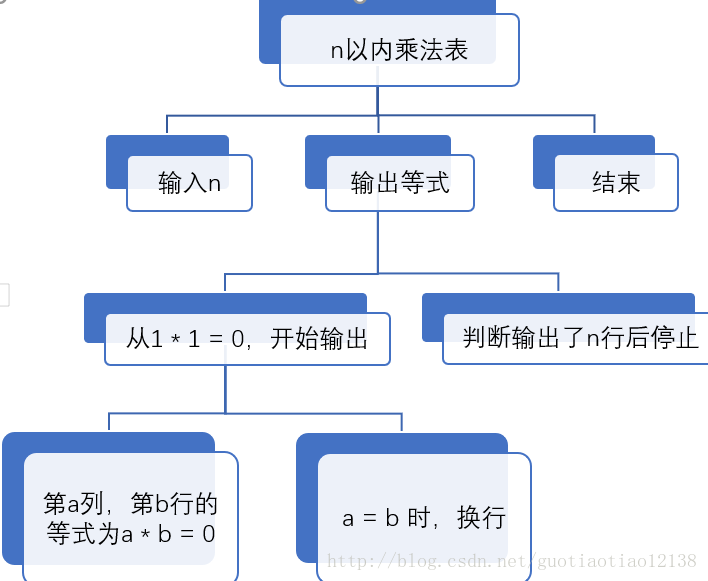 n以内乘法表
输入n
输出等式
结束
从1 * 1 = 0，开始输出
判断输出了n行后停止
第a列，第b行的
等式为a * b = 0
a = b 时，换行
http://blog.csdn.net/guotiaotiao12138